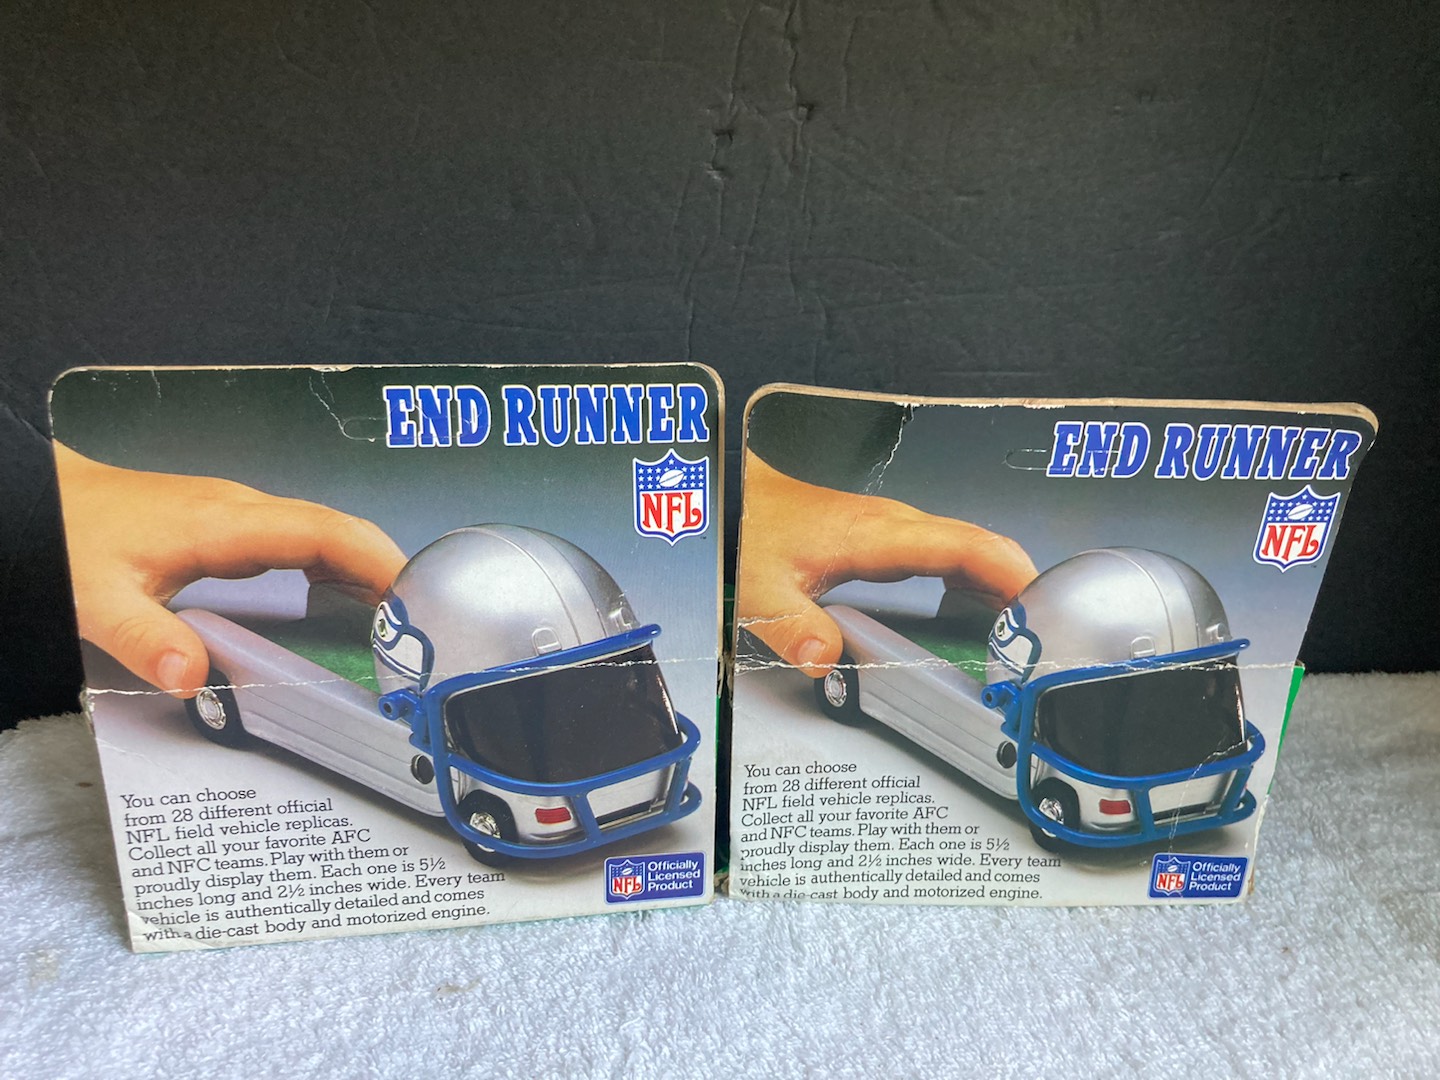 END RUNNER
NFL
You can choose
from 28 different official
NFL field vehicle replicas.
Collect all your favorite AFC
and NFC teams. Play with them or
proudly display them. Each one is 5½
inches long and 2½ inches wide. Every team
vehicle is authentically detailed and comes
with a die-cast body and motorized engine.
NFL
Officially
Licensed
Product
END RUNNER
NFL
You can choose
from 28 different official
NFL field vehicle replicas.
Collect all your favorite AFC
and NFC teams. Play with them or
proudly display them. Each one is 5½
inches long and 2½ inches wide. Every team
vehicle is authentically detailed and comes
with a die-cast body and motorized engine.
NFL
Officially
Licensed
Product